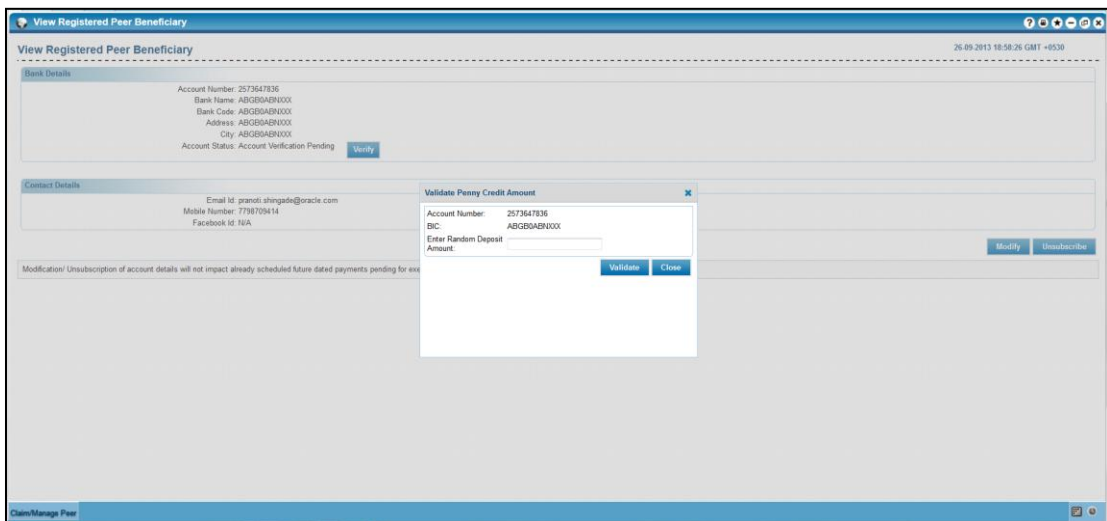 View Registered Peer Beneficiary
View Registered Peer Beneficiary
26-09-2013 18:58:26 GMT +0530
Bank Details
Account Number: 2573647836
Bank Name: ABGB0ABNXXX
Bank Code: ABGB0ABNXXX
Address: ABGB0ABNXXX
City: ABGB0ABNXXX
Account Status: Account Verification Pending Verify
Contact Details
Email Id: pranoti.shingade@oracle.com
Mobile Number: 7798709414
Facebook Id: N/A
Validate Penny Credit Amount
Account Number: 2573647836
BIC: ABGB0ABNXXX
Enter Random Deposit
Amount:
Validate Close
Modify Unsubscribe
Modification/ Unsubscription of account details will not impact already scheduled future dated payments pending for
Claim/Manage Peer